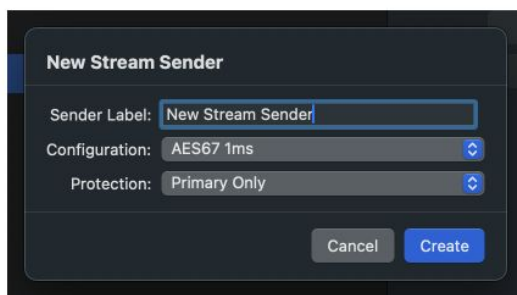 New Stream Sender
Sender Label: New Stream Sender
Configuration: AES67 1ms
Protection: Primary Only
Cancel Create